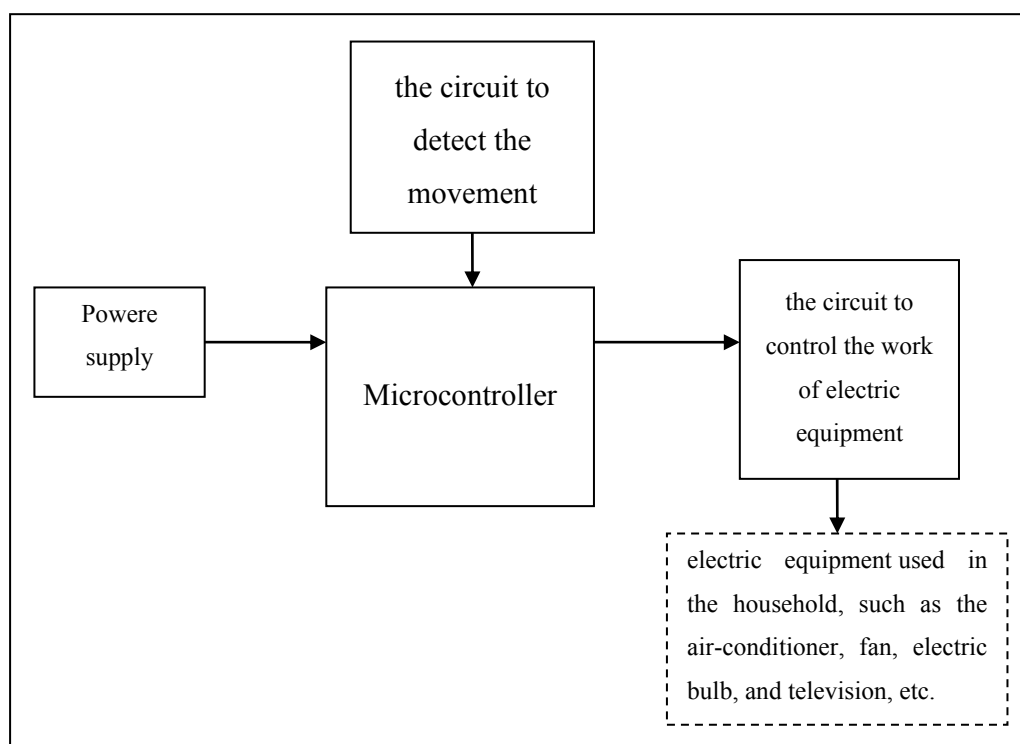 the circuit to
detect the
movement
Powere
supply
Microcontroller
the circuit to
control the work
of electric
equipment
electric equipment used in
the household, such as the
air-conditioner, fan, electric
bulb, and television, etc.